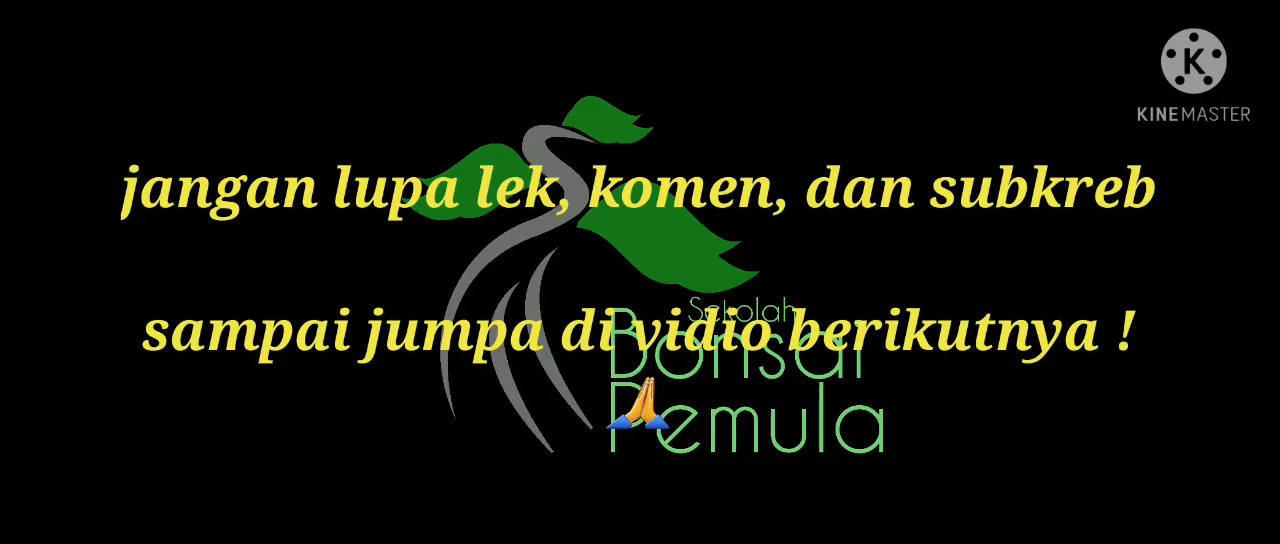 KINEMASTER
jangan lupa lek, komen, dan subkreb
Sekolah
sampai jumpa di vidio berikutnya !
Bonsai
Pemula